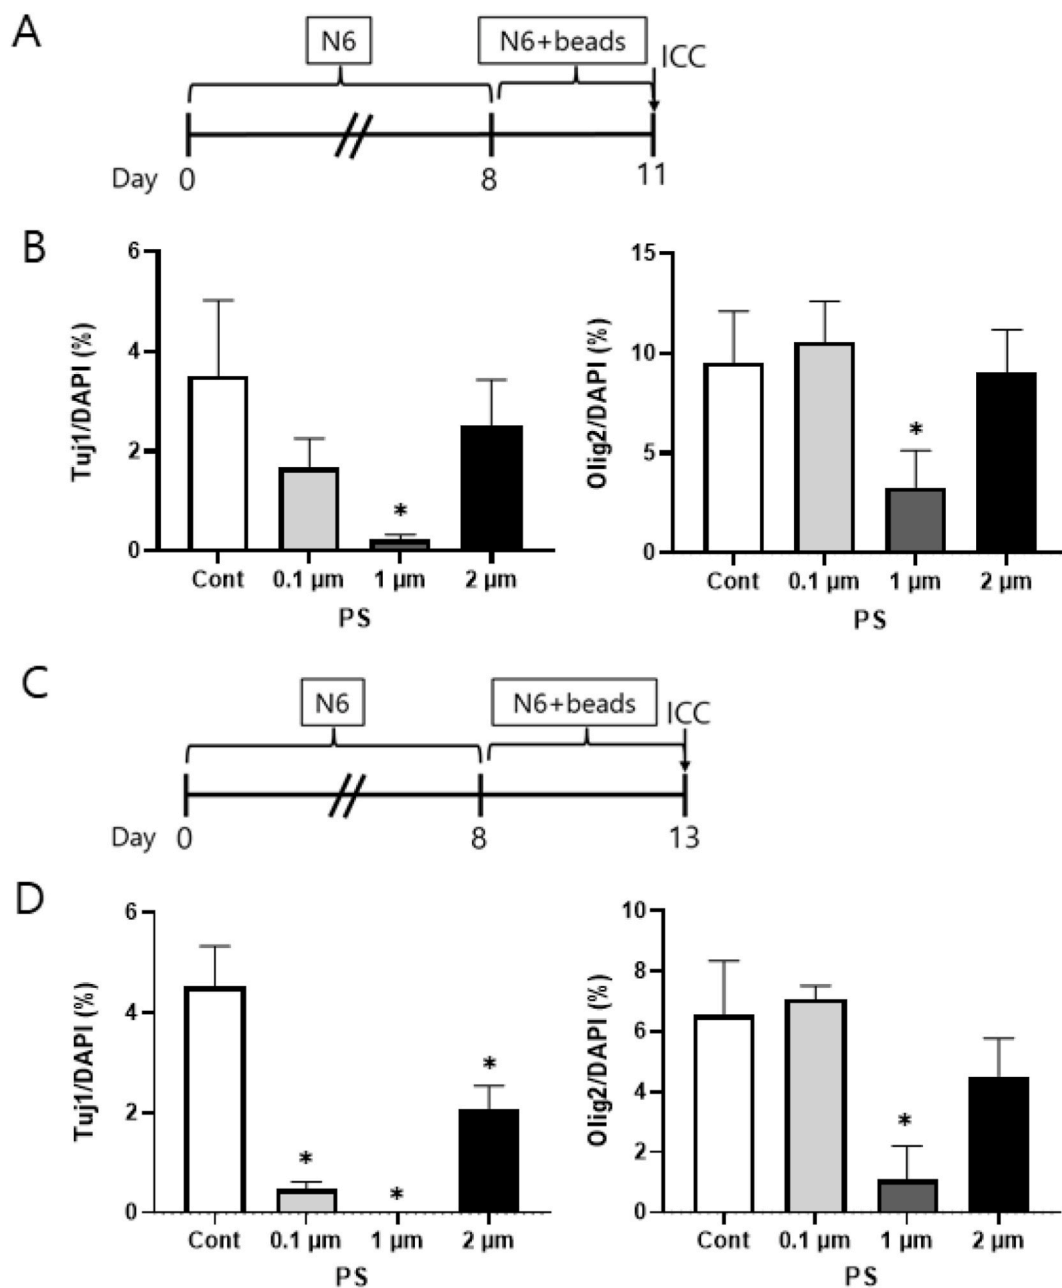 A
N6
N6+beads
ICC
Day 0 8 11
B
Tuj1/DAPI (%)
6
4
2
0
*
Cont 0.1 μm 1 μm 2 μm
PS
Olig2/DAPI (%)
15
10
5
0
*
Cont 0.1 μm 1 μm 2 μm
PS
C
N6
N6+beads
ICC
Day 0 8 13
D
Tuj1/DAPI (%)
6
4
2
0
* * *
Cont 0.1 μm 1 μm 2 μm
PS
Olig2/DAPI (%)
10
8
6
4
2
0
*
Cont 0.1 μm 1 μm 2 μm
PS